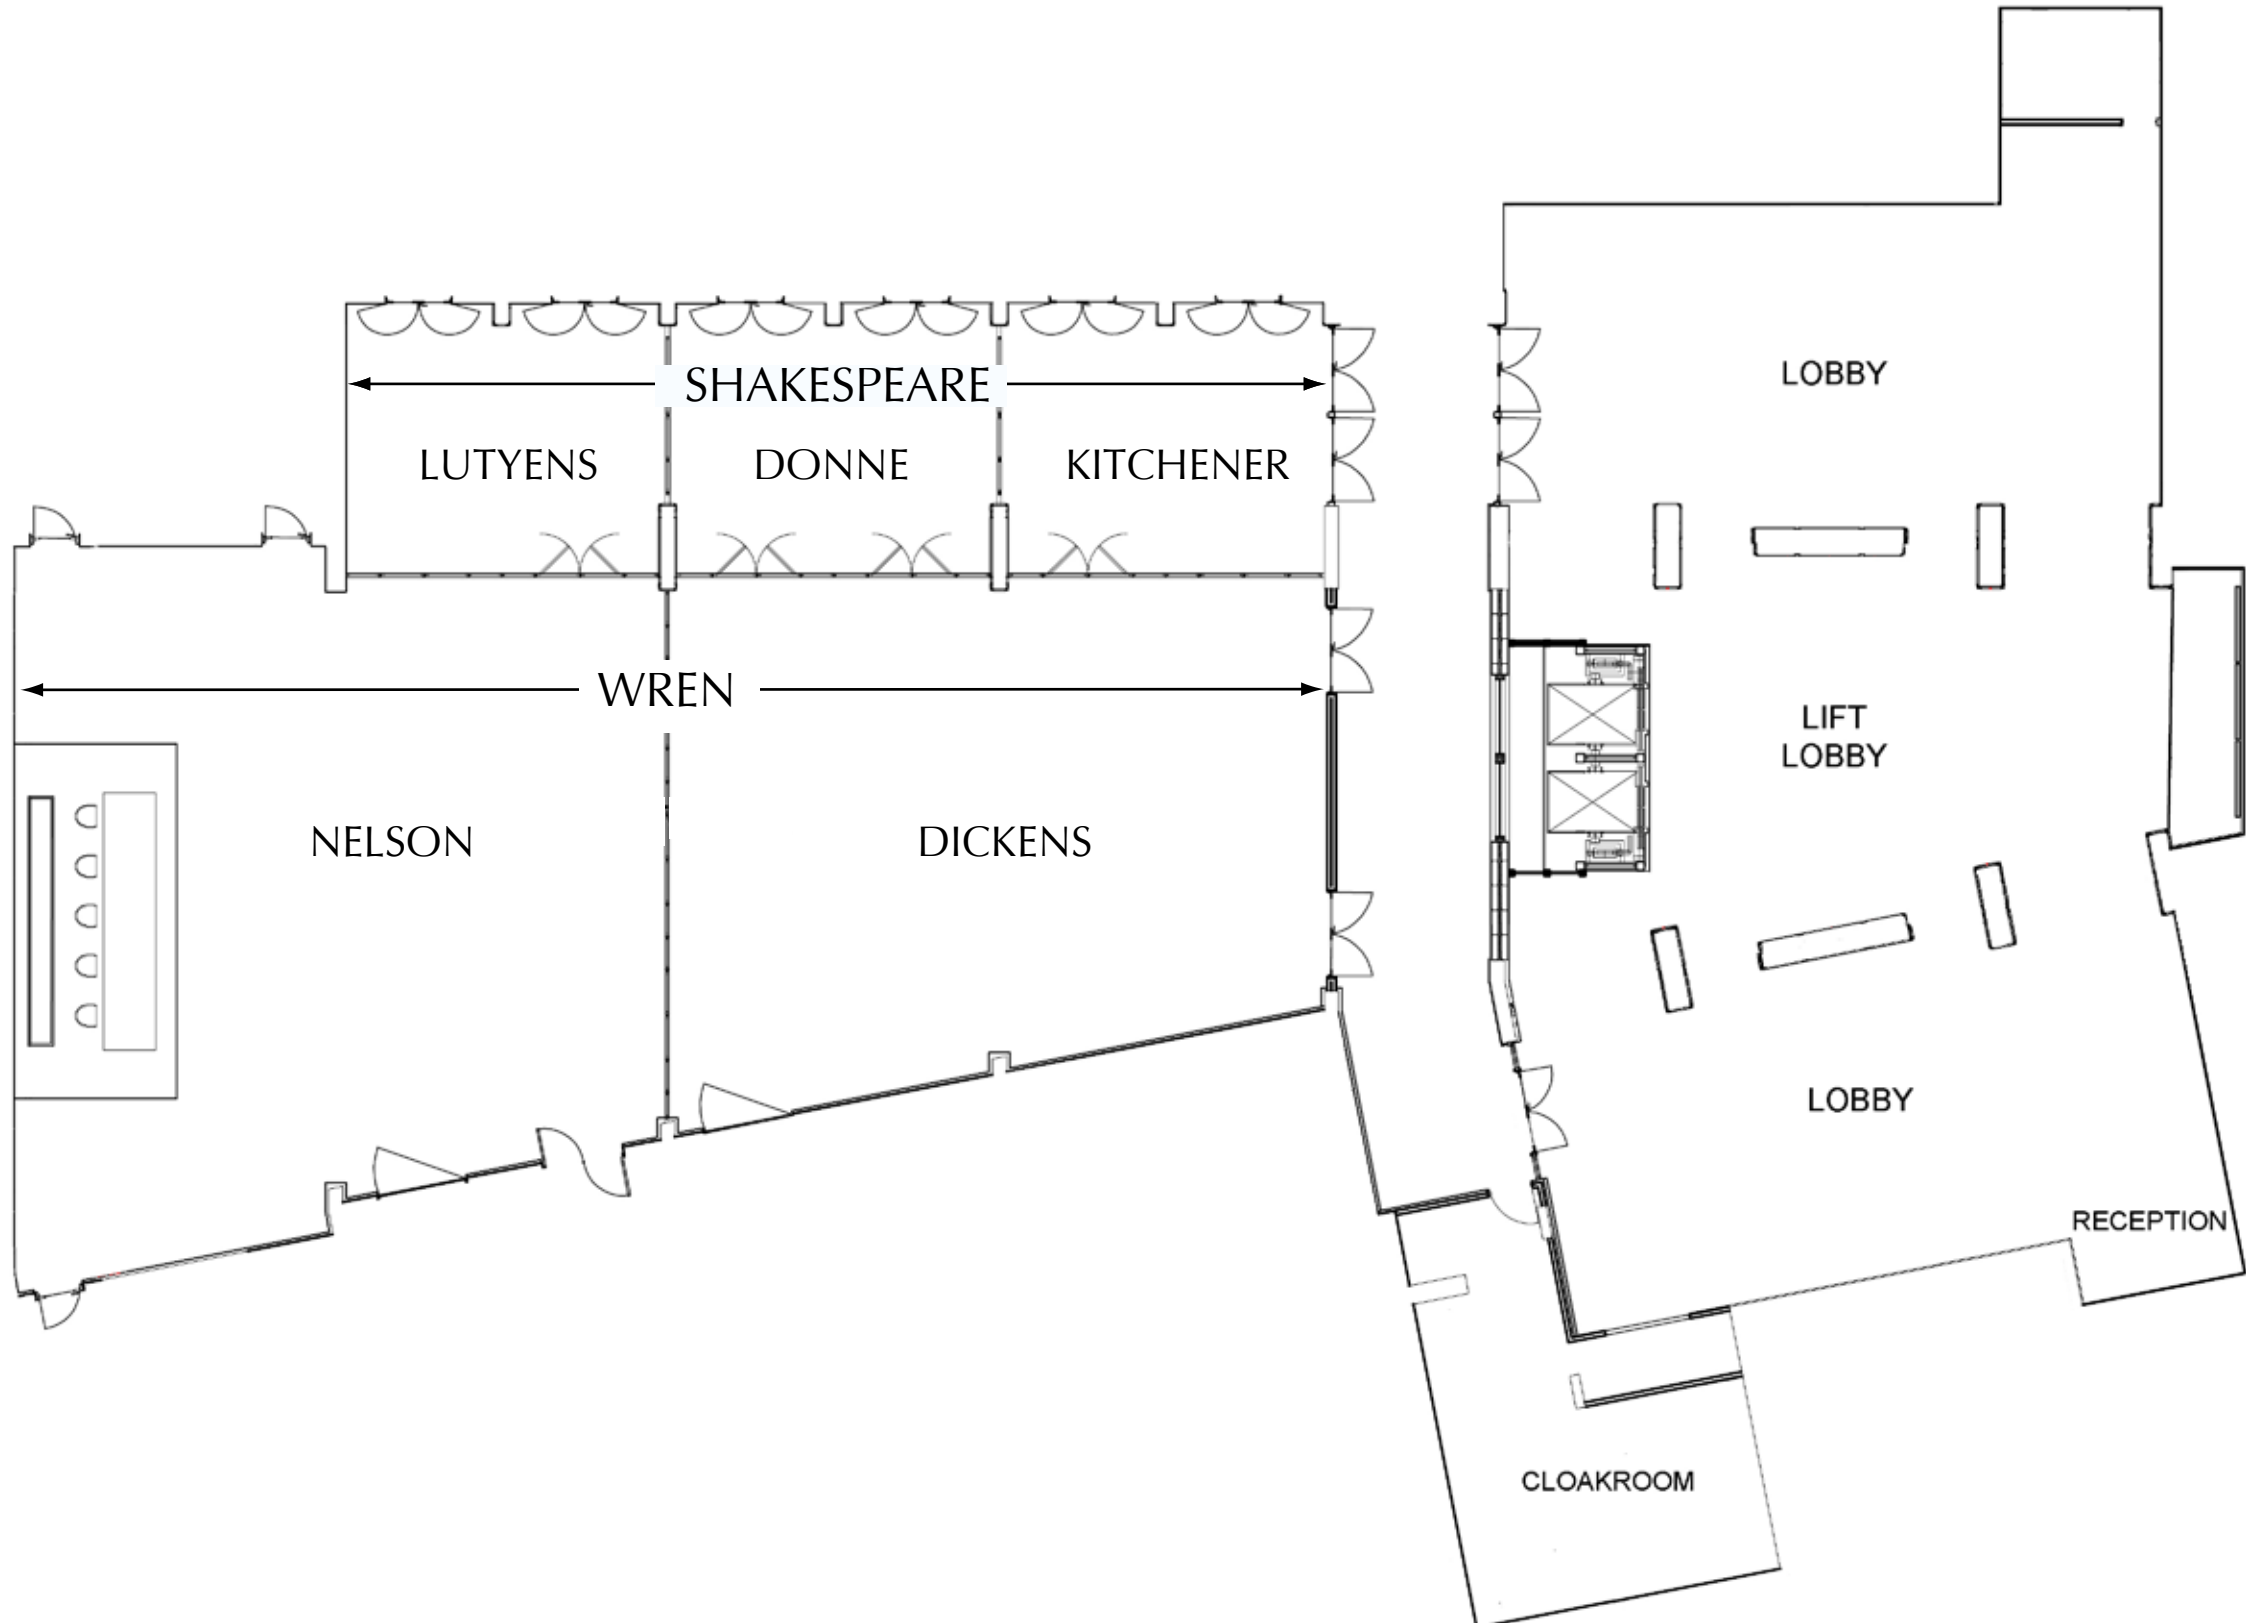 LOBBY
SHAKESPEARE
LUTYENS
DONNE
KITCHENER
WREN
LIFT
LOBBY
NELSON
DICKENS
LOBBY
RECEPTION
CLOAKROOM